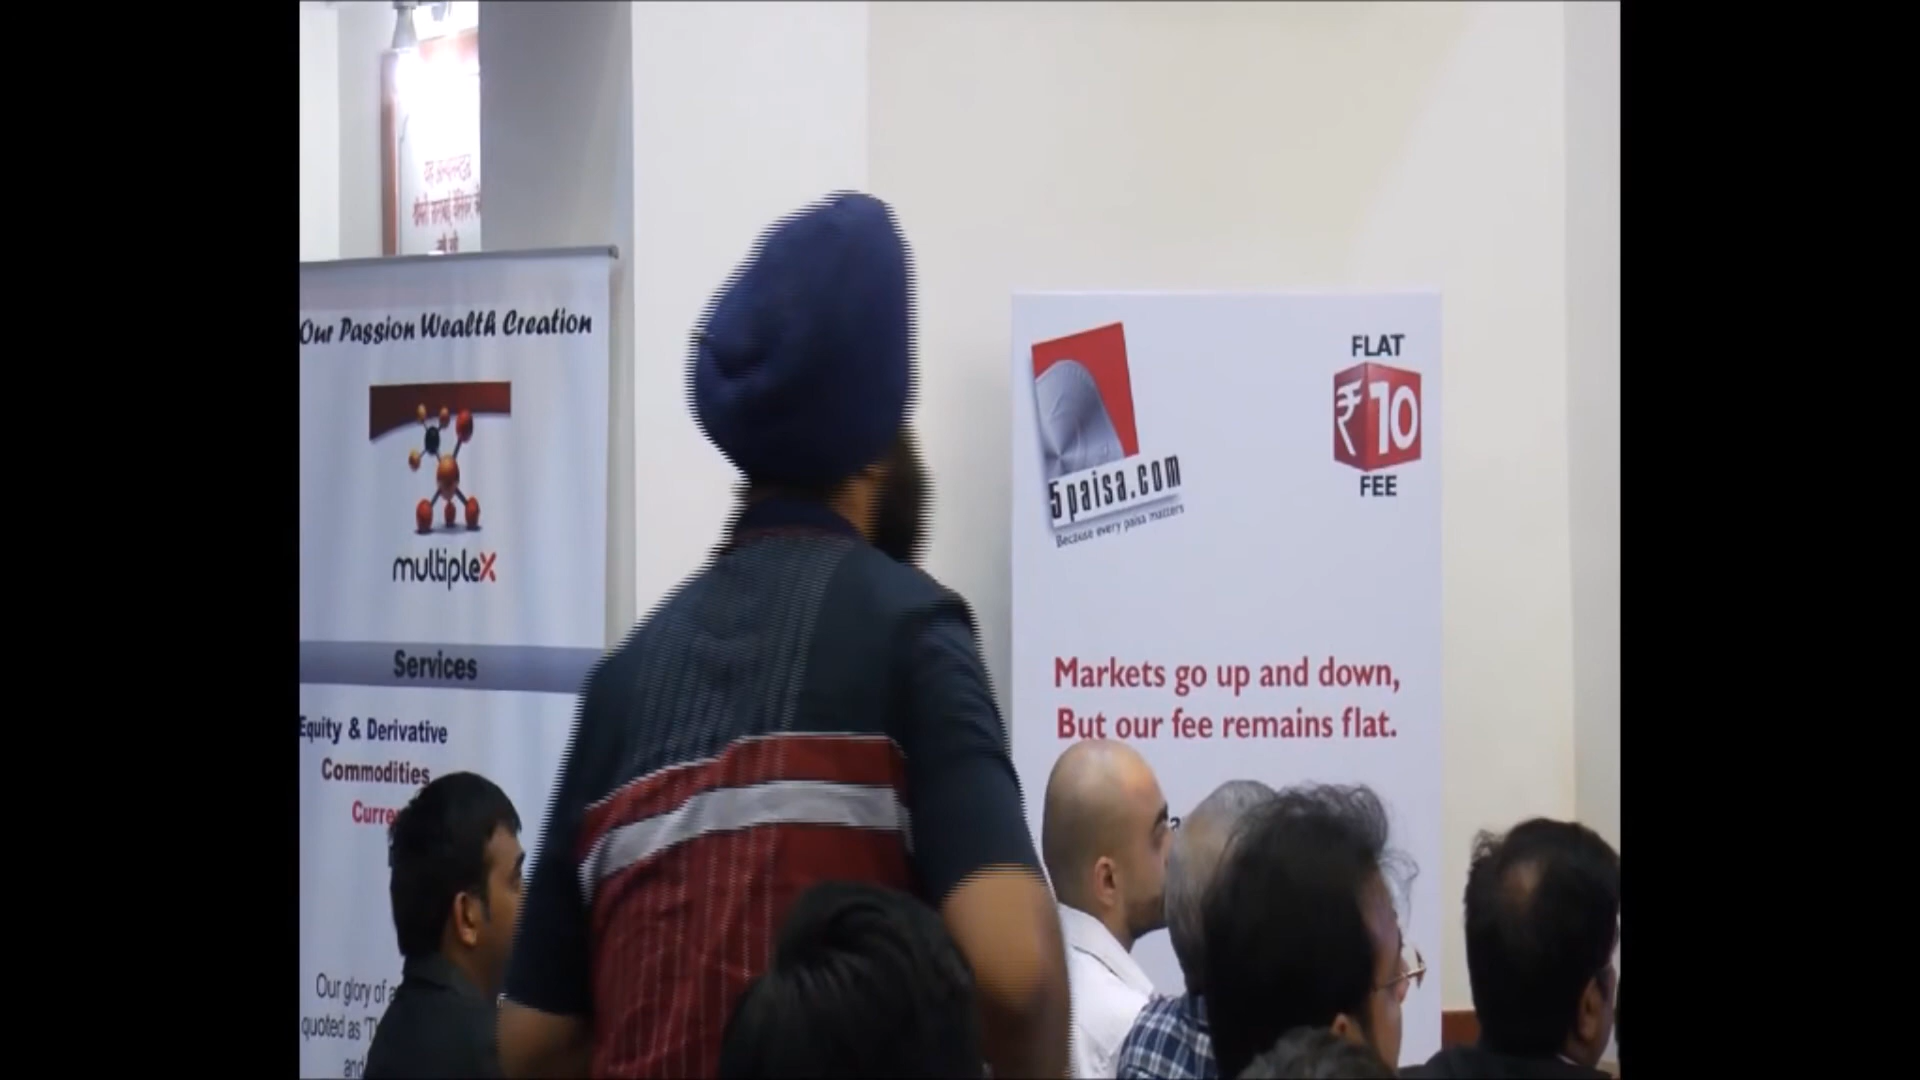 Our Passion Wealth Creation
multiplex
Services
Equity & Derivative
Commodities
Our glory of
quoted as
and
5paisa.com
Because every paisa matters
FLAT
₹10
FEE
Markets go up and down,
But our fee remains flat.